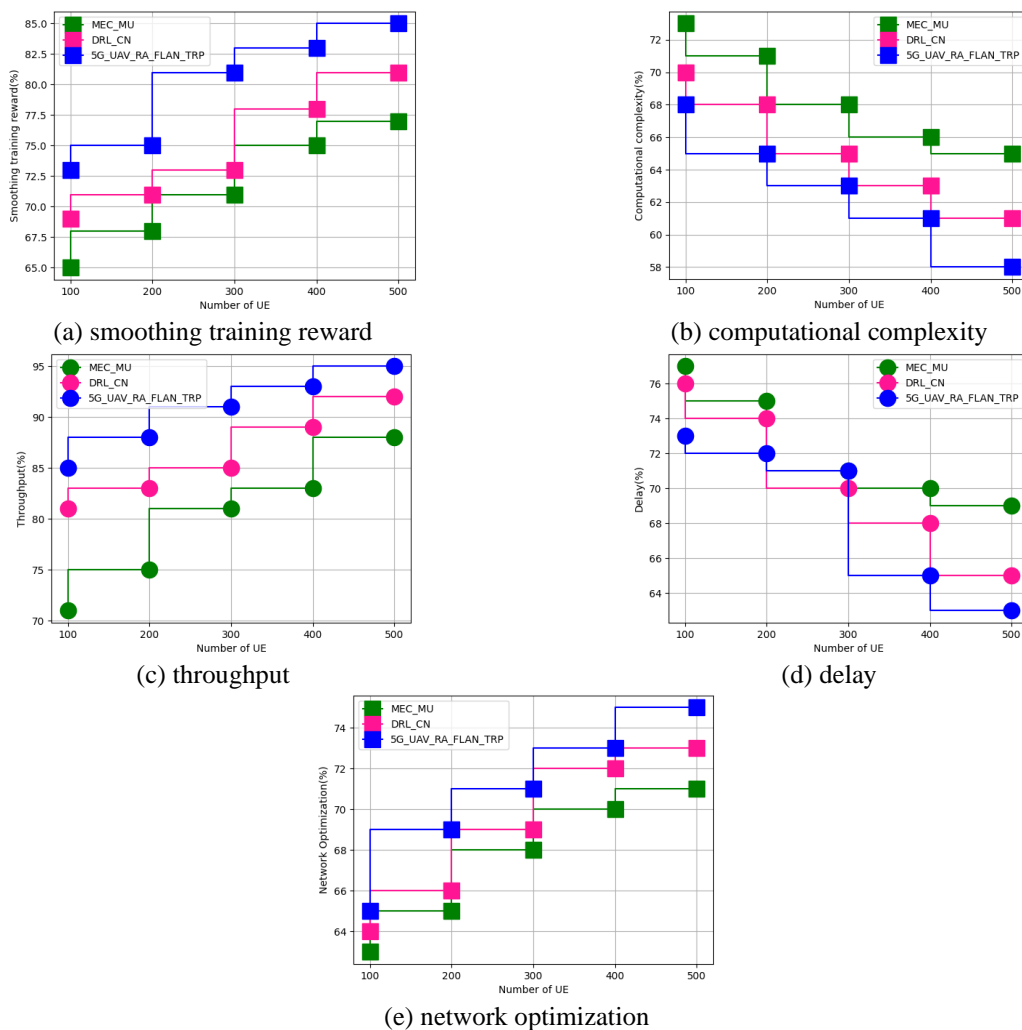 MEC_MU
DRL_CN
5G_UAV_RA_FLAN_TRP
Smoothing training reward(%)
85.0
82.5
80.0
77.5
75.0
72.5
70.0
67.5
65.0
100 200 300 400 500
Number of UE
(a) smoothing training reward
MEC_MU
DRL_CN
5G_UAV_RA_FLAN_TRP
Computational complexity(%)
72
70
68
66
64
62
60
58
100 200 300 400 500
Number of UE
(b) computational complexity
MEC_MU
DRL_CN
5G_UAV_RA_FLAN_TRP
Throughput(%)
95
90
85
80
75
70
100 200 300 400 500
Number of UE
(c) throughput
MEC_MU
DRL_CN
5G_UAV_RA_FLAN_TRP
Delay(%)
76
74
72
70
68
66
64
100 200 300 400 500
Number of UE
(d) delay
MEC_MU
DRL_CN
5G_UAV_RA_FLAN_TRP
Network Optimization(%)
74
72
70
68
66
64
100 200 300 400 500
Number of UE
(e) network optimization